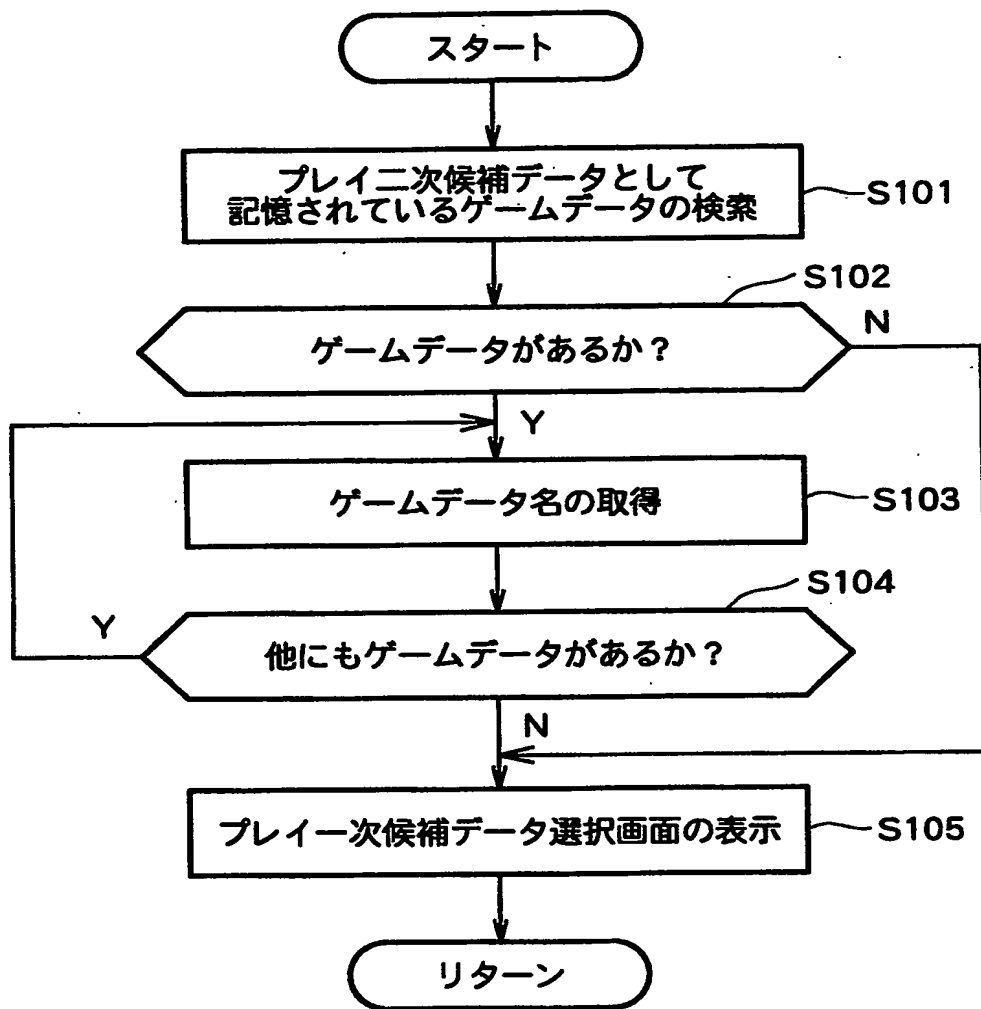 スタート
プレイ二次候補データとして
記憶されているゲームデータの検索
S101
S102
ゲームデータがあるか？
N
Y
ゲームデータ名の取得
S103
S104
Y
他にもゲームデータがあるか？
N
プレイ一次候補データ選択画面の表示
S105
リターン